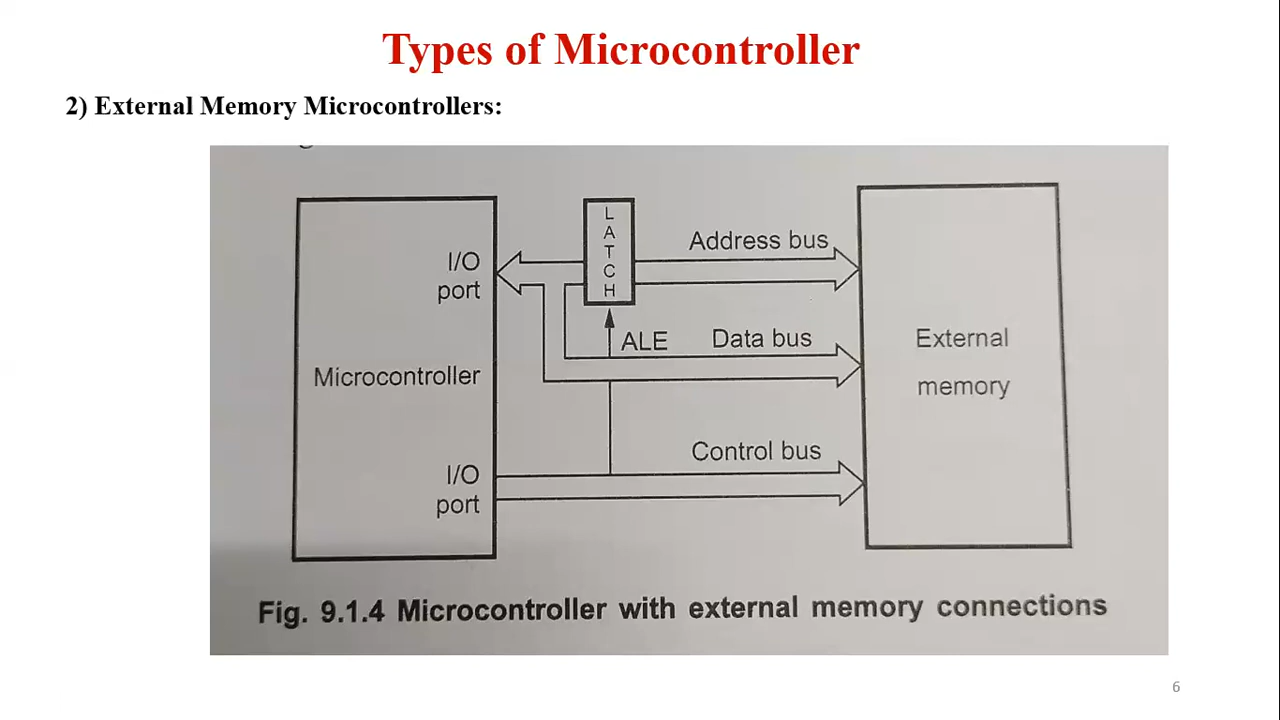 Types of Microcontroller
2) External Memory Microcontrollers:
LATCH
Address bus
I/O
port
ALE
Data bus
External
memory
Microcontroller
Control bus
I/O
port
Fig. 9.1.4 Microcontroller with external memory connections
6